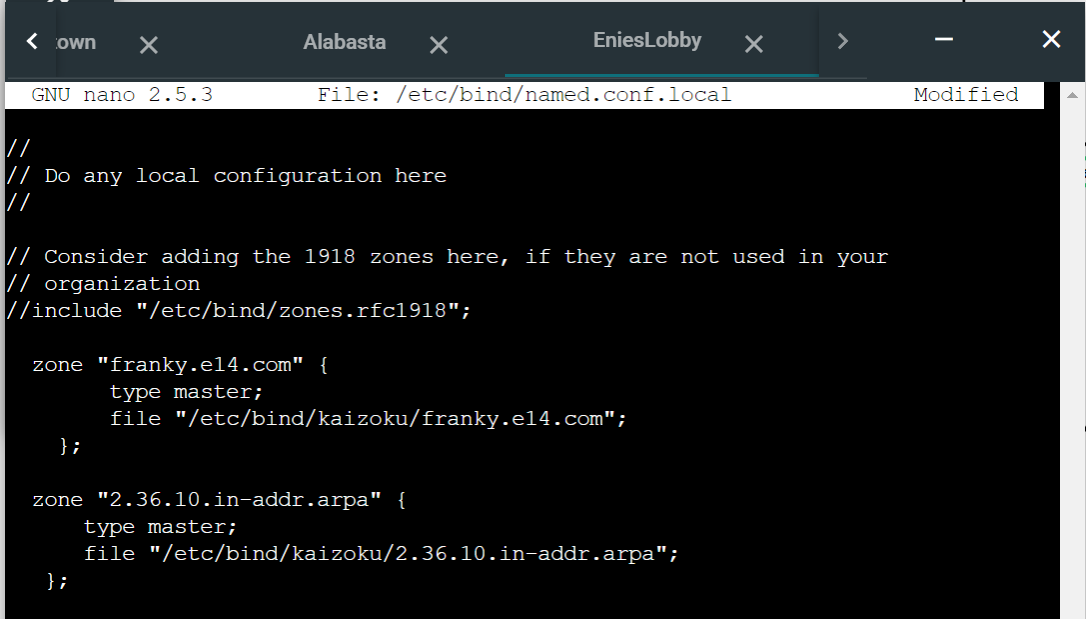 town Alabasta EniesLobby
GNU nano 2.5.3 File: /etc/bind/named.conf.local Modified
//
// Do any local configuration here
//
// Consider adding the 1918 zones here, if they are not used in your
// organization
//include "/etc/bind/zones.rfc1918";
zone "franky.e14.com" {
type master;
file "/etc/bind/kaizoku/franky.e14.com";
};
zone "2.36.10.in-addr.arpa" {
type master;
file "/etc/bind/kaizoku/2.36.10.in-addr.arpa";
};